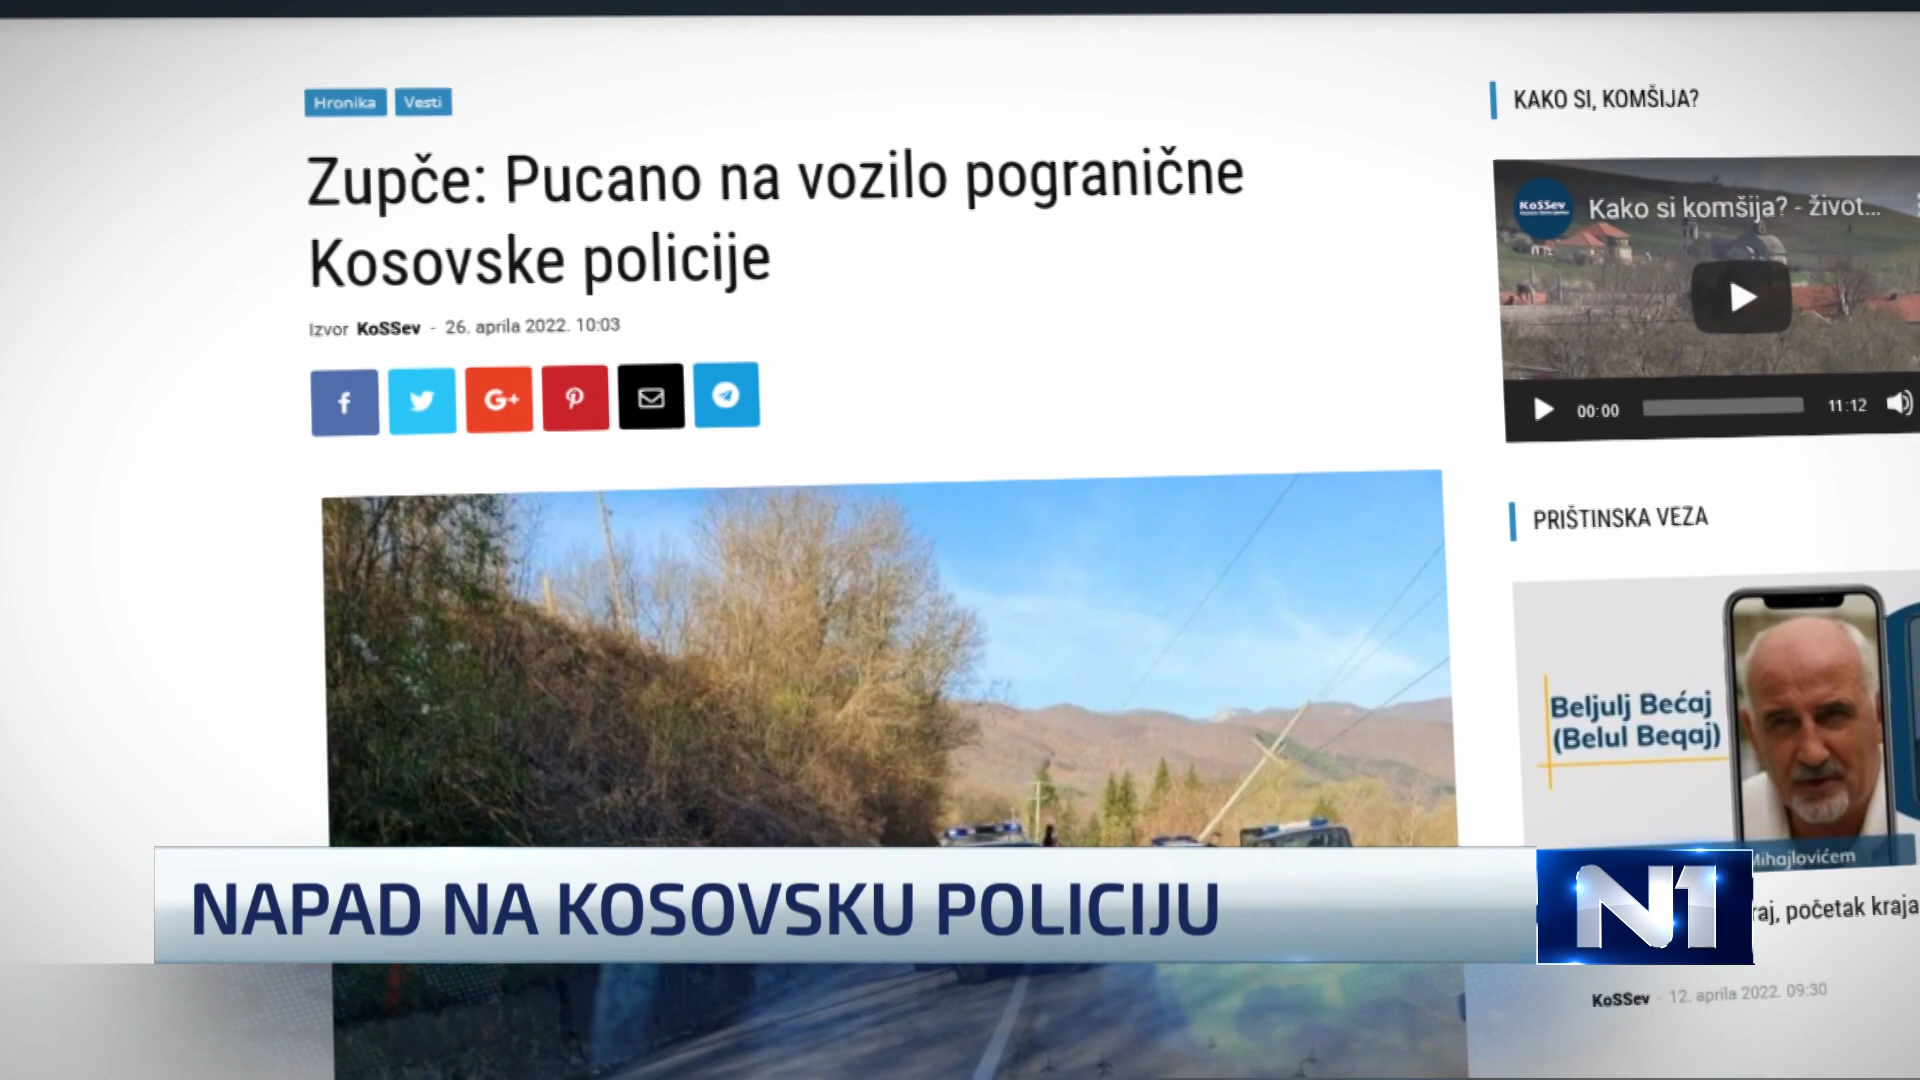 Hronika Vesti
Zupče: Pucano na vozilo pogranične
Kosovske policije
Izvor KoSSev - 26. aprila 2022. 10:03
f G+
KAKO SI, KOMŠIJA?
KoSSev Kako si komšija? - život...
00:00 11:12
PRIŠTINSKA VEZA
Beljulj Bećaj
(Belul Beqaj)
Mihajlovićem
raj, početak kraja
KoSSev - 12. aprila 2022. 09:30
NAPAD NA KOSOVSKU POLICIJU
N1